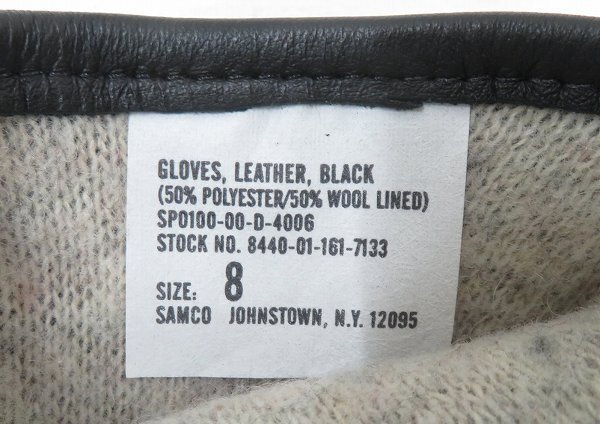 GLOVES, LEATHER, BLACK
(50% POLYESTER/50% WOOL LINED)
SPO100-00-D-4006
STOCK NO. 8440-01-161-7133
SIZE: 8
SAMCO JOHNSTOWN, N.Y. 12095